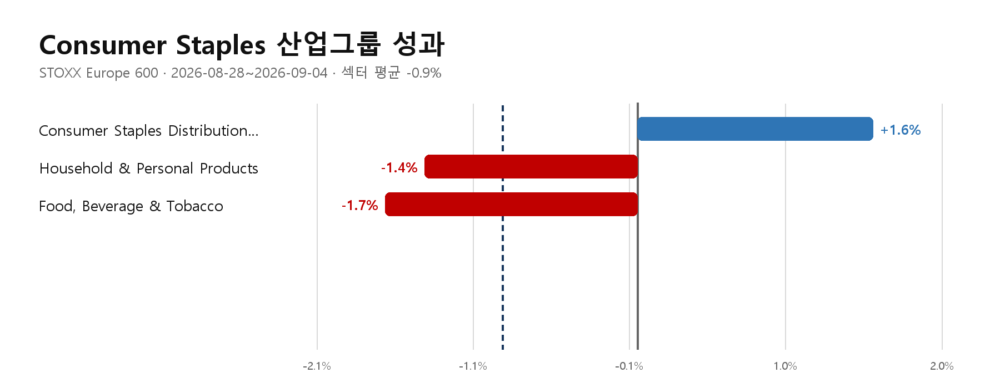 Consumer Staples 산업그룹 성과
STOXX Europe 600 · 2026-08-28~2026-09-04 · 섹터 평균 -0.9%
Consumer Staples Distribution... +1.6%
Household & Personal Products -1.4%
Food, Beverage & Tobacco -1.7%
-2.1% -1.1% -0.1% 1.0% 2.0%